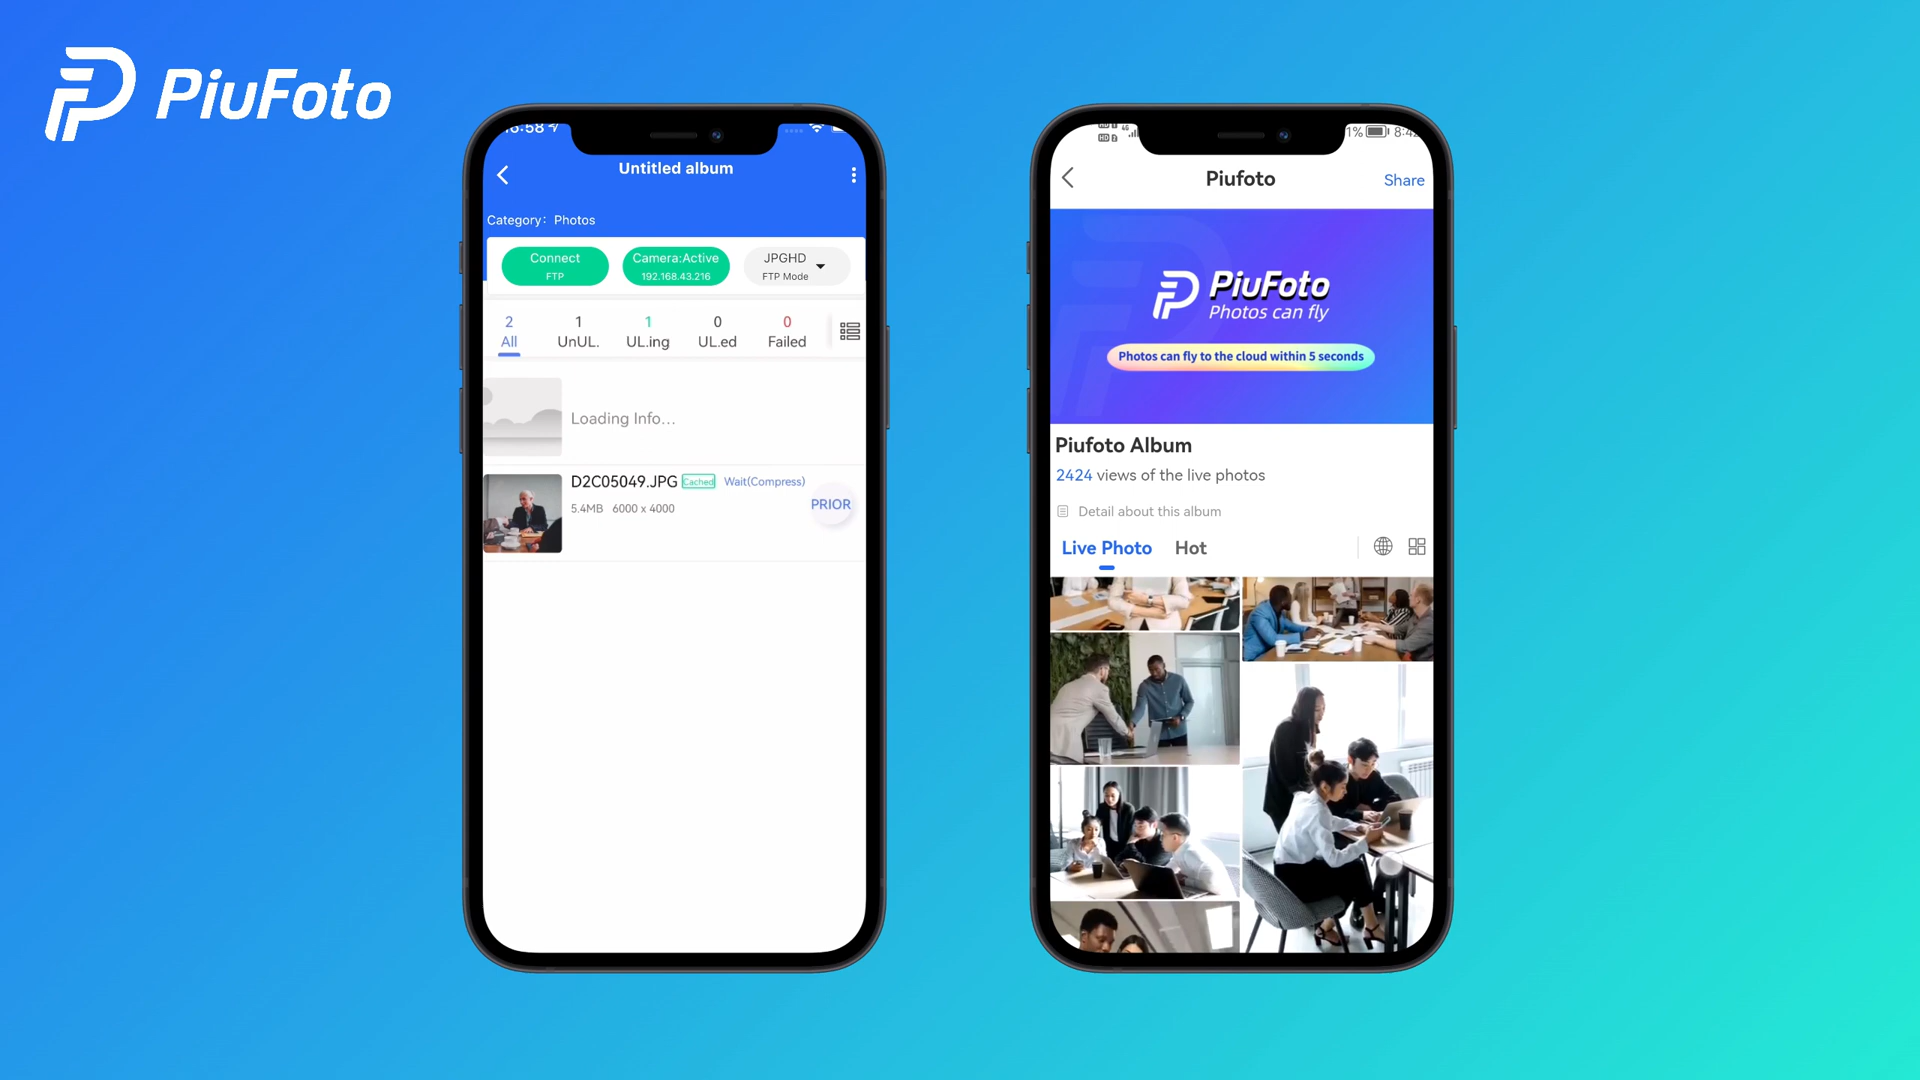 PiuFoto
Untitled album
Category: Photos
Connect
FTP
Camera:Active
192.168.43.216
JPGHD
FTP Mode
2
All
1
UnUL.
1
UL.ing
0
UL.ed
0
Failed
Loading Info...
D2C05049.JPG Cached Wait(Compress)
5.4MB 6000 x 4000
PRIOR
4G
1%
Piufoto
Share
PiuFoto
Photos can fly
Photos can fly to the cloud within 5 seconds
Piufoto Album
2424 views of the live photos
Detail about this album
Live Photo
Hot